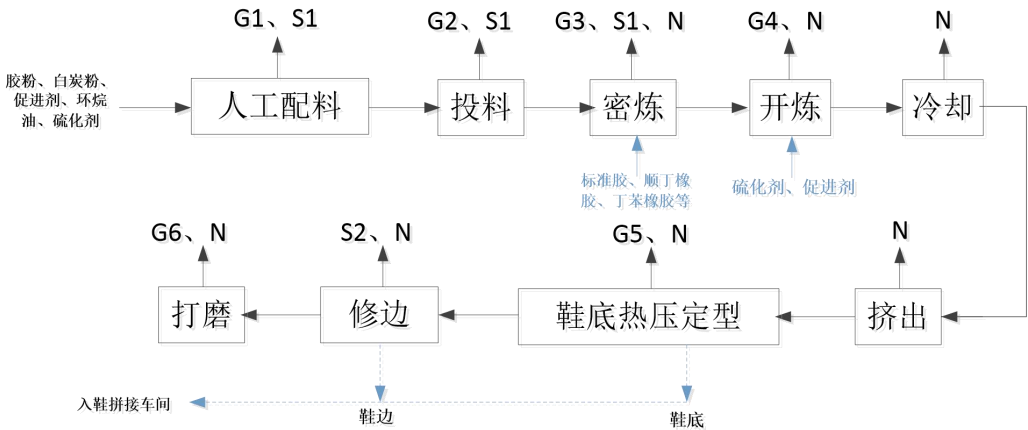 G1、S1
G2、S1
G3、S1、N
G4、N
N
胶粉、白炭粉、
促进剂、环烷
油、硫化剂
人工配料
投料
密炼
开炼
冷却
标准胶、顺丁橡
胶、丁苯橡胶等
硫化剂、促进剂
G6、N
S2、N
G5、N
N
打磨
修边
鞋底热压定型
挤出
入鞋拼接车间
鞋边
鞋底